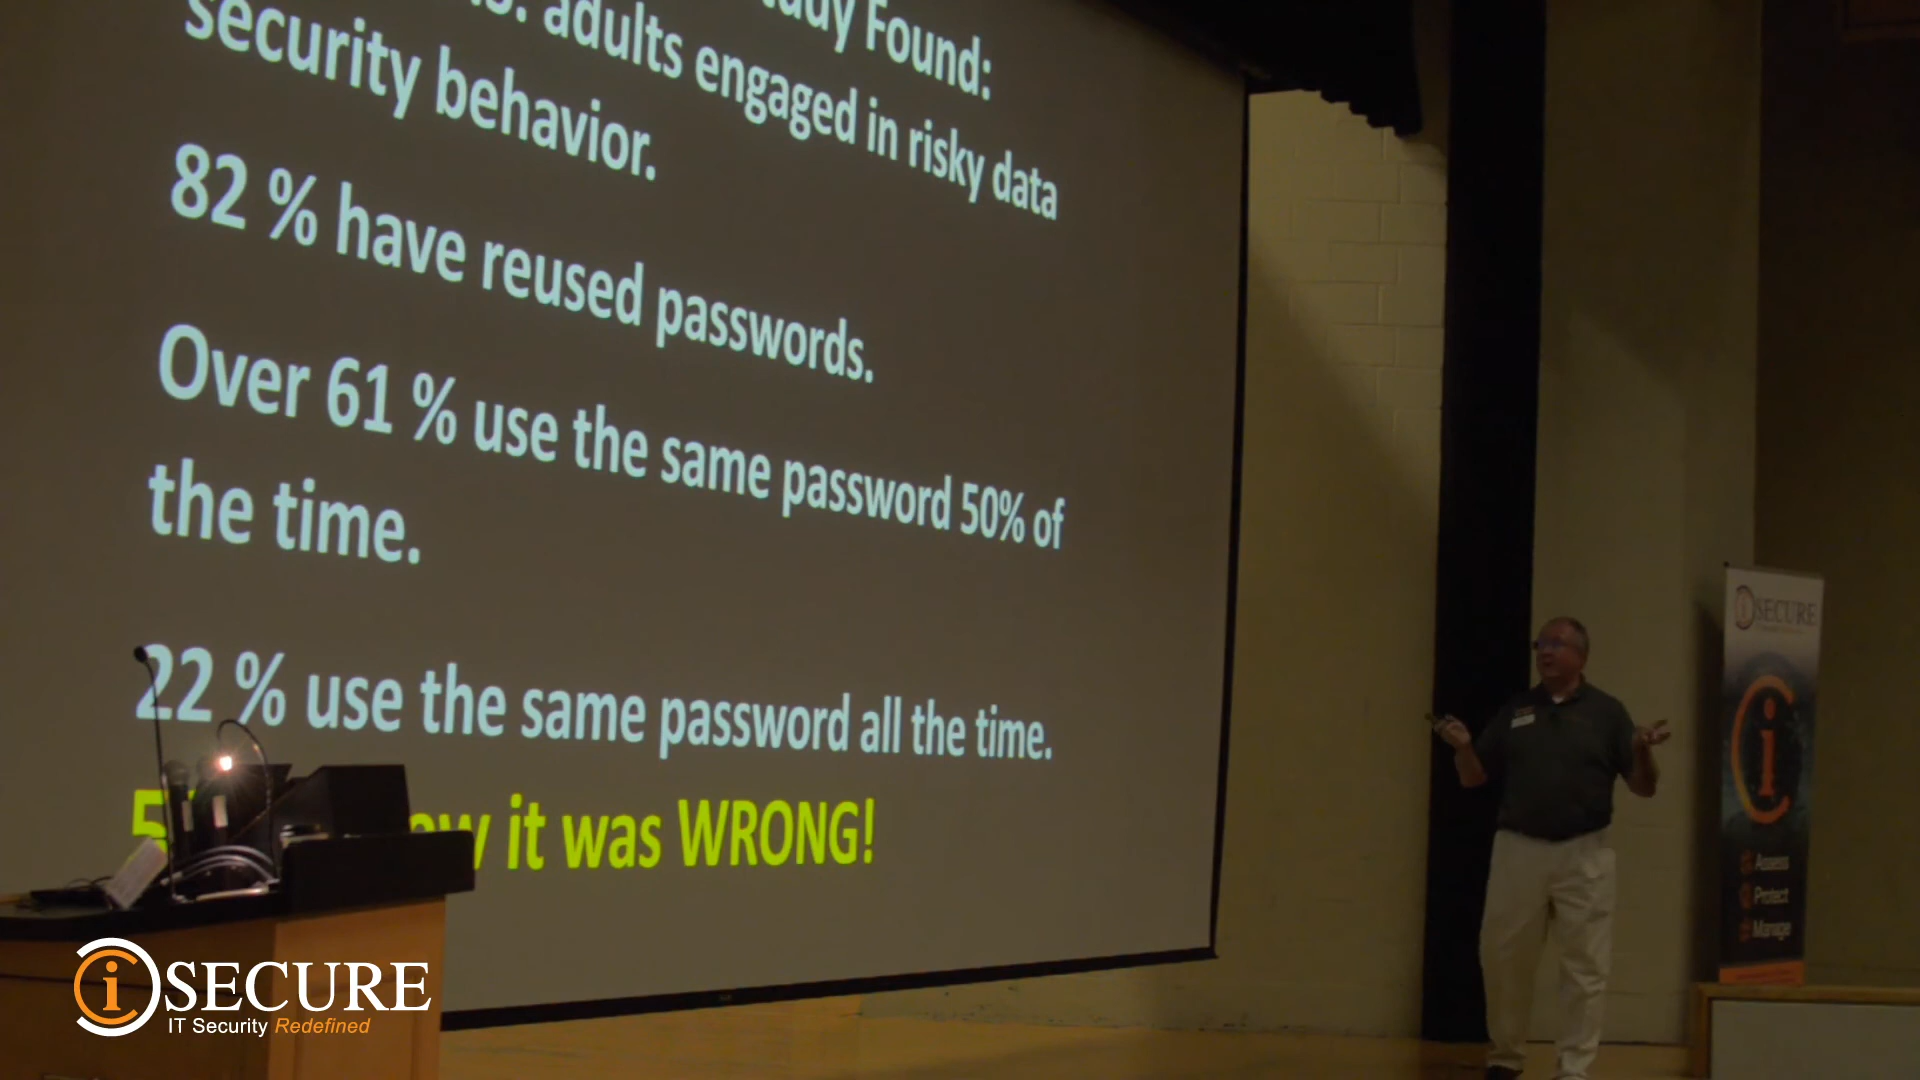 Found:
adults engaged in risky data
security behavior.
82 % have reused passwords.
Over 61 % use the same password 50% of
the time.
22 % use the same password all the time.
it was WRONG!
SECURE
Assess
Protect
Manage
i SECURE
IT Security Redefined